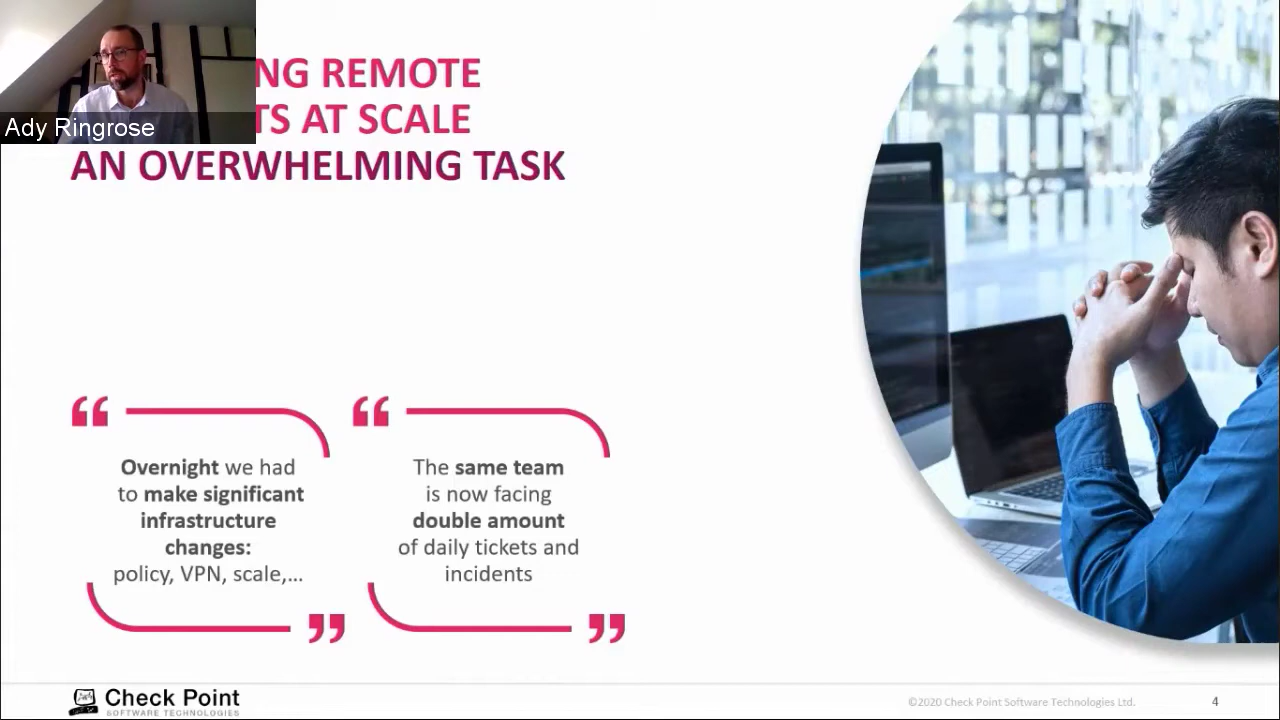 NG REMOTE
TS AT SCALE
AN OVERWHELMING TASK
Ady Ringrose
“
Overnight we had
to make significant
infrastructure
changes:
policy, VPN, scale,...
”
“
The same team
is now facing
double amount
of daily tickets and
incidents
”
Check Point
SOFTWARE TECHNOLOGIES
©2020 Check Point Software Technologies Ltd.
4